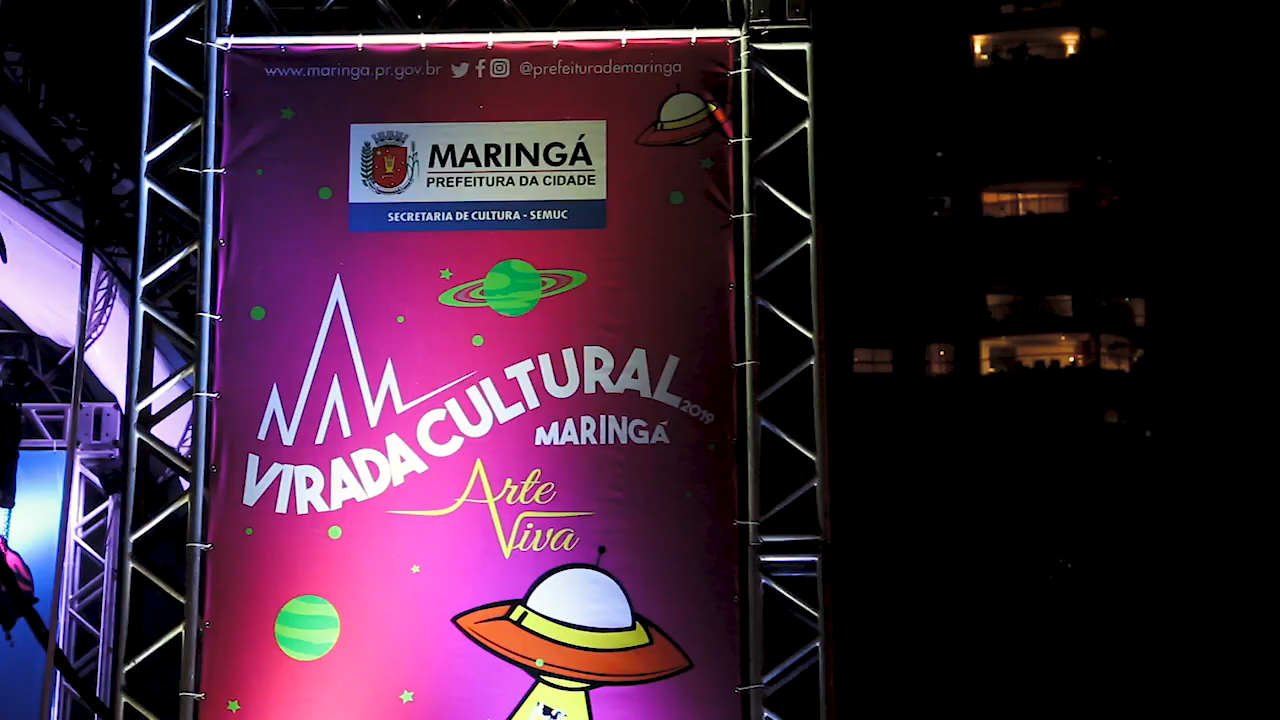 www.maringa.pr.gov.br @prefeiturademaringa
MARINGÁ
PREFEITURA DA CIDADE
SECRETARIA DE CULTURA - SEMUC
VIRADA CULTURAL 2019
MARINGÁ
Arte
Viva